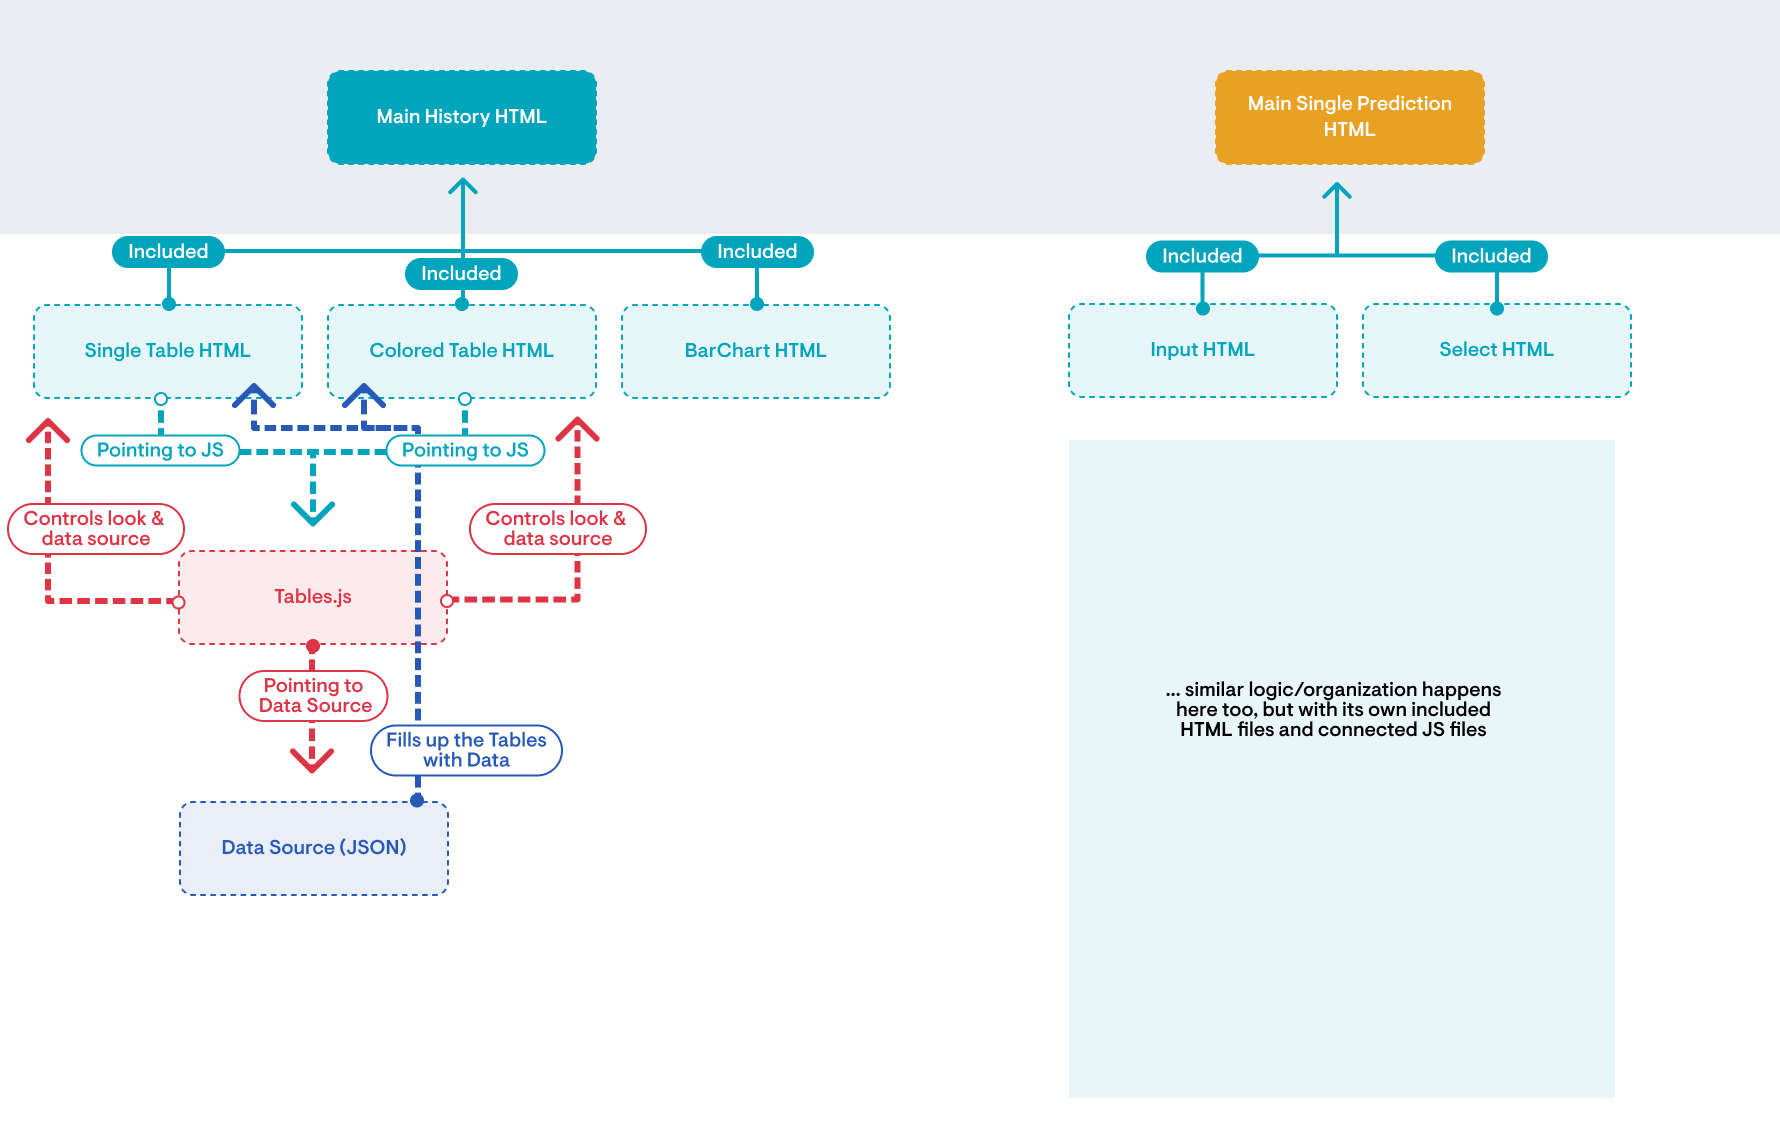 Main History HTML
Main Single Prediction
HTML
Included
Included
Included
Included
Included
Single Table HTML
Colored Table HTML
BarChart HTML
Input HTML
Select HTML
Pointing to JS
Pointing to JS
Controls look &
data source
Controls look &
data source
Tables.js
Pointing to
Data Source
Fills up the Tables
with Data
Data Source (JSON)
... similar logic/organization happens
here too, but with its own included
HTML files and connected JS files